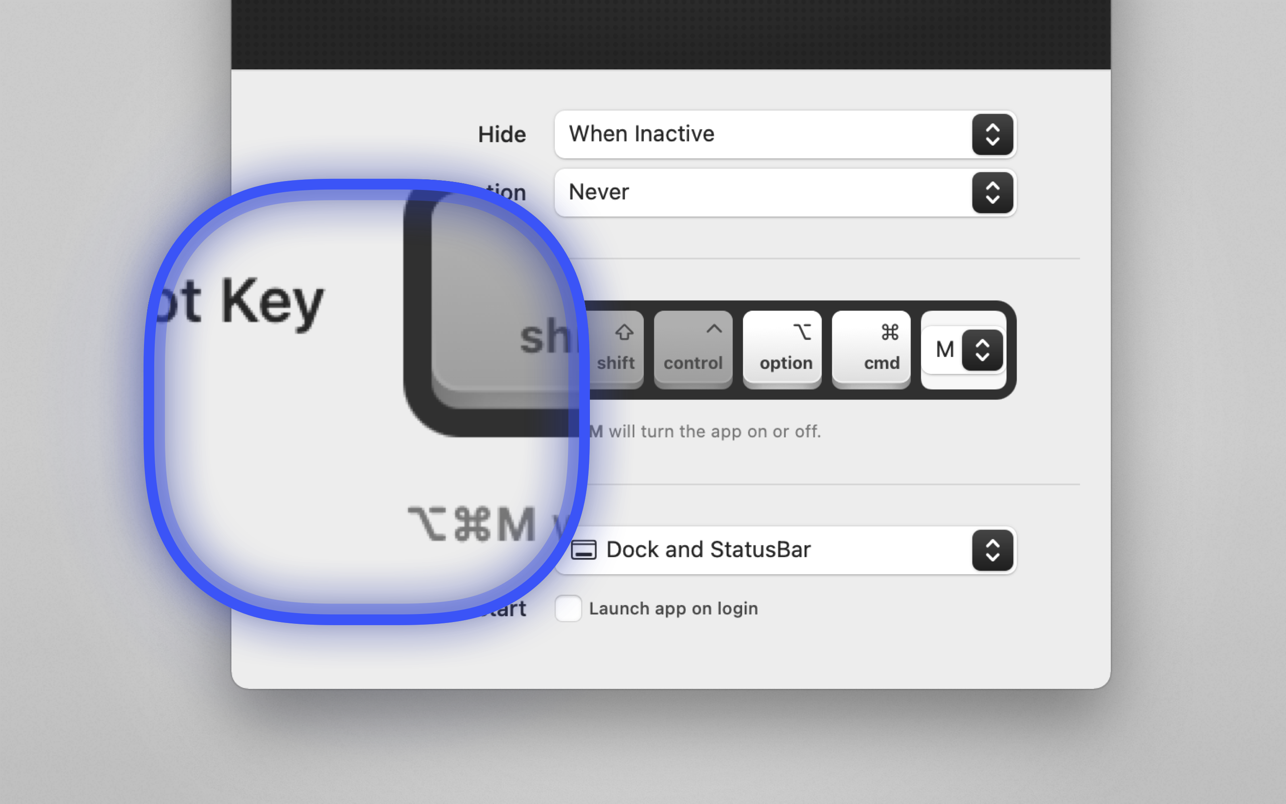 Hide When Inactive
tion Never
ot Key
shift control option cmd M
⇧ ^ ⌥ ⌘
M will turn the app on or off.
⌥⌘M
Dock and StatusBar
tart Launch app on login